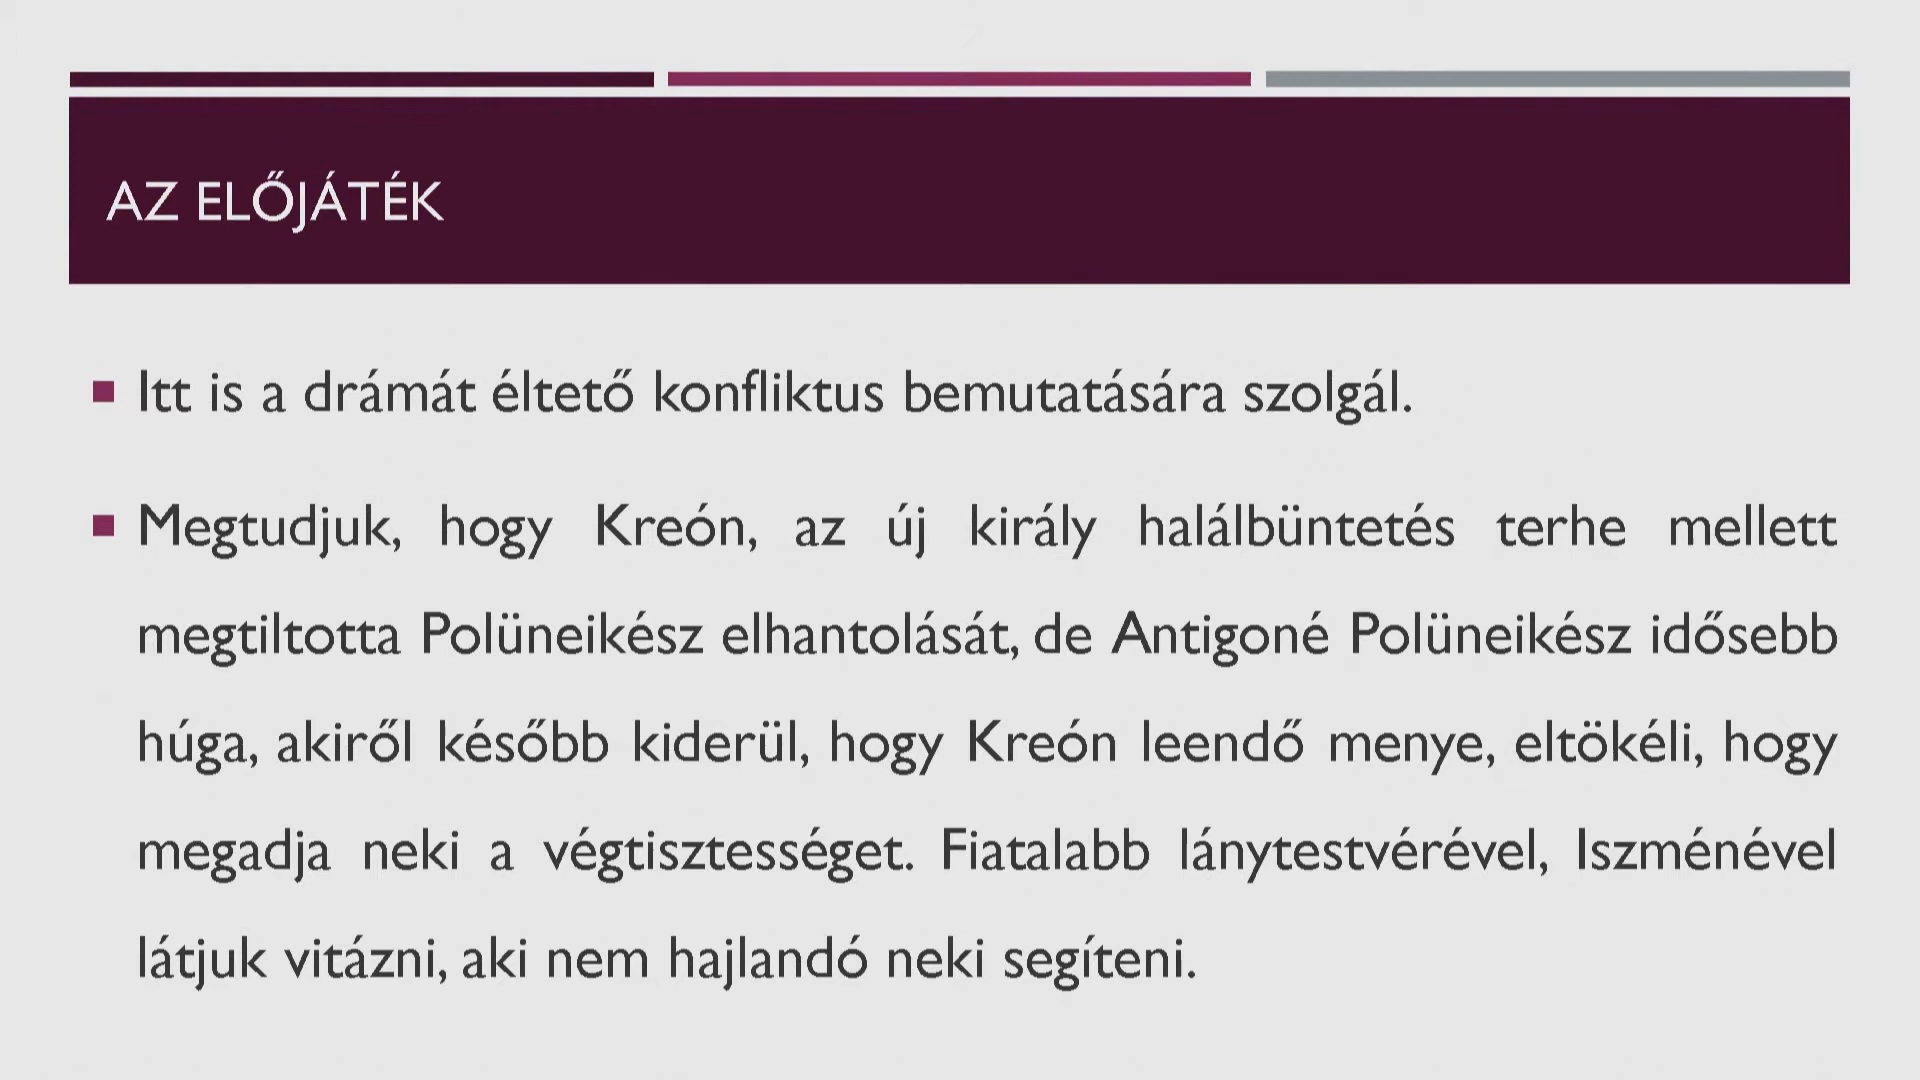 AZ ELŐJÁTÉK
Itt is a drámát éltető konfliktus bemutatására szolgál.
Megtudjuk, hogy Kreón, az új király halálbüntetés terhe mellett
megtiltotta Polüneikész elhantolását, de Antigoné Polüneikész idősebb
húga, akiről később kiderül, hogy Kreón leendő menye, eltökéli, hogy
megadja neki a végtisztességet. Fiatalabb lánytestvérével, Iszménével
látjuk vitázni, aki nem hajlandó neki segíteni.